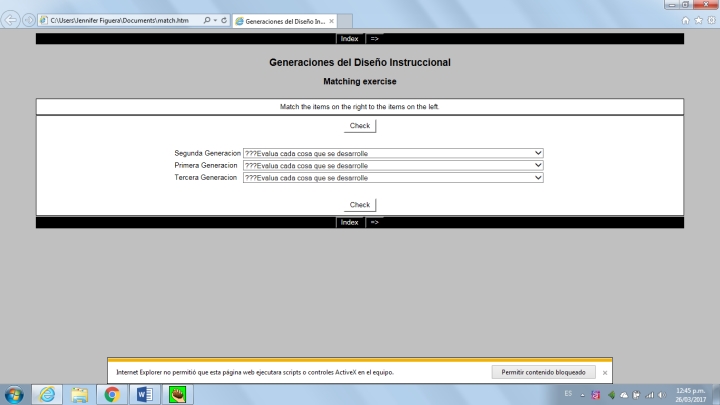 C:\Users\Jennifer Figuera\Documents\match.htm
Generaciones del Diseño In...
Index =>
Generaciones del Diseño Instruccional
Matching exercise
Match the items on the right to the items on the left.
Check
Segunda Generacion ???Evalua cada cosa que se desarrolle
Primera Generacion ???Evalua cada cosa que se desarrolle
Tercera Generacion ???Evalua cada cosa que se desarrolle
Check
Index =>
Internet Explorer no permitió que esta página web ejecutara scripts o controles ActiveX en el equipo.
Permitir contenido bloqueado
ES
12:45 p.m.
26/03/2017